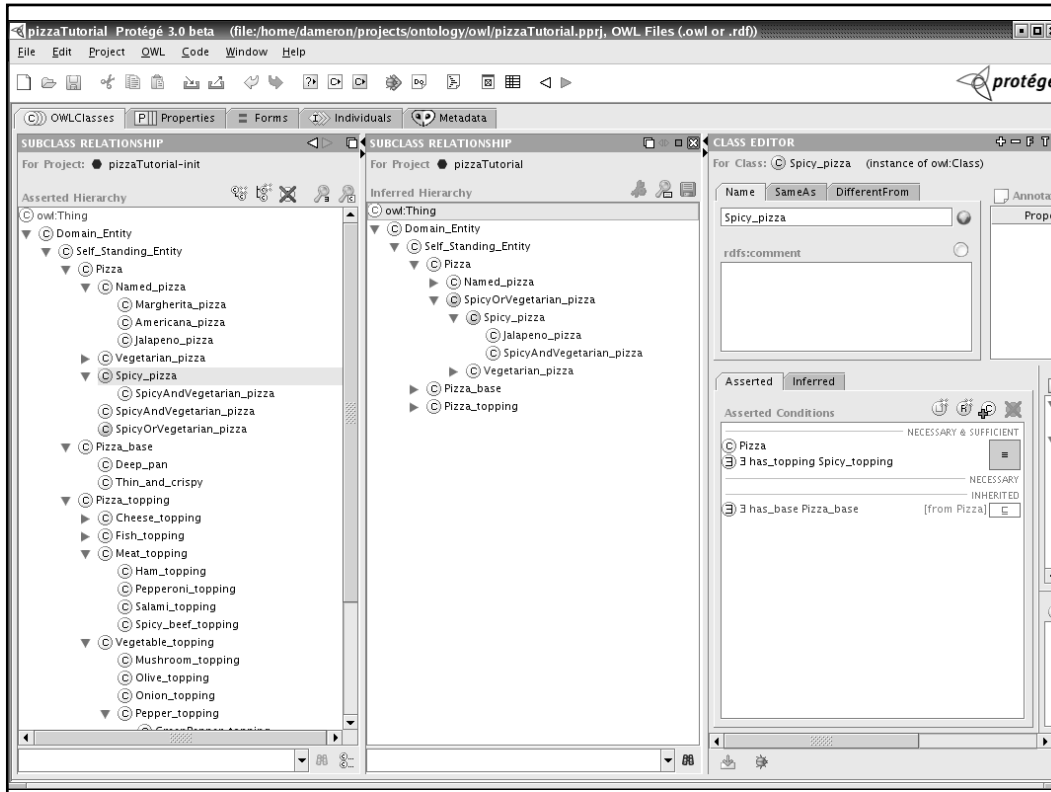 pizzaTutorial Protégé 3.0 beta (file:/home/dameron/projects/ontology/owl/pizzaTutorial.pprj, OWL Files (.owl or .rdf))
File Edit Project OWL Code Window Help
protégé
OWLClasses Properties Forms Individuals Metadata
SUBCLASS RELATIONSHIP
For Project: pizzaTutorial-init
Asserted Hierarchy
owl:Thing
Domain_Entity
Self_Standing_Entity
Pizza
Named_pizza
Margherita_pizza
Americana_pizza
Jalapeno_pizza
Vegetarian_pizza
Spicy_pizza
SpicyAndVegetarian_pizza
SpicyAndVegetarian_pizza
SpicyOrVegetarian_pizza
Pizza_base
Deep_pan
Thin_and_crispy
Pizza_topping
Cheese_topping
Fish_topping
Meat_topping
Ham_topping
Pepperoni_topping
Salami_topping
Spicy_beef_topping
Vegetable_topping
Mushroom_topping
Olive_topping
Onion_topping
Pepper_topping
SUBCLASS RELATIONSHIP
For Project pizzaTutorial
Inferred Hierarchy
owl:Thing
Domain_Entity
Self_Standing_Entity
Pizza
Named_pizza
SpicyOrVegetarian_pizza
Spicy_pizza
Jalapeno_pizza
SpicyAndVegetarian_pizza
Vegetarian_pizza
Pizza_base
Pizza_topping
CLASS EDITOR
For Class: Spicy_pizza (instance of owl:Class)
Name SameAs DifferentFrom
Annota
Spicy_pizza
Prope
rdfs:comment
Asserted Inferred
Asserted Conditions
NECESSARY & SUFFICIENT
Pizza
≡
∃ has_topping Spicy_topping
NECESSARY
INHERITED
∃ has_base Pizza_base [from Pizza] ⊑